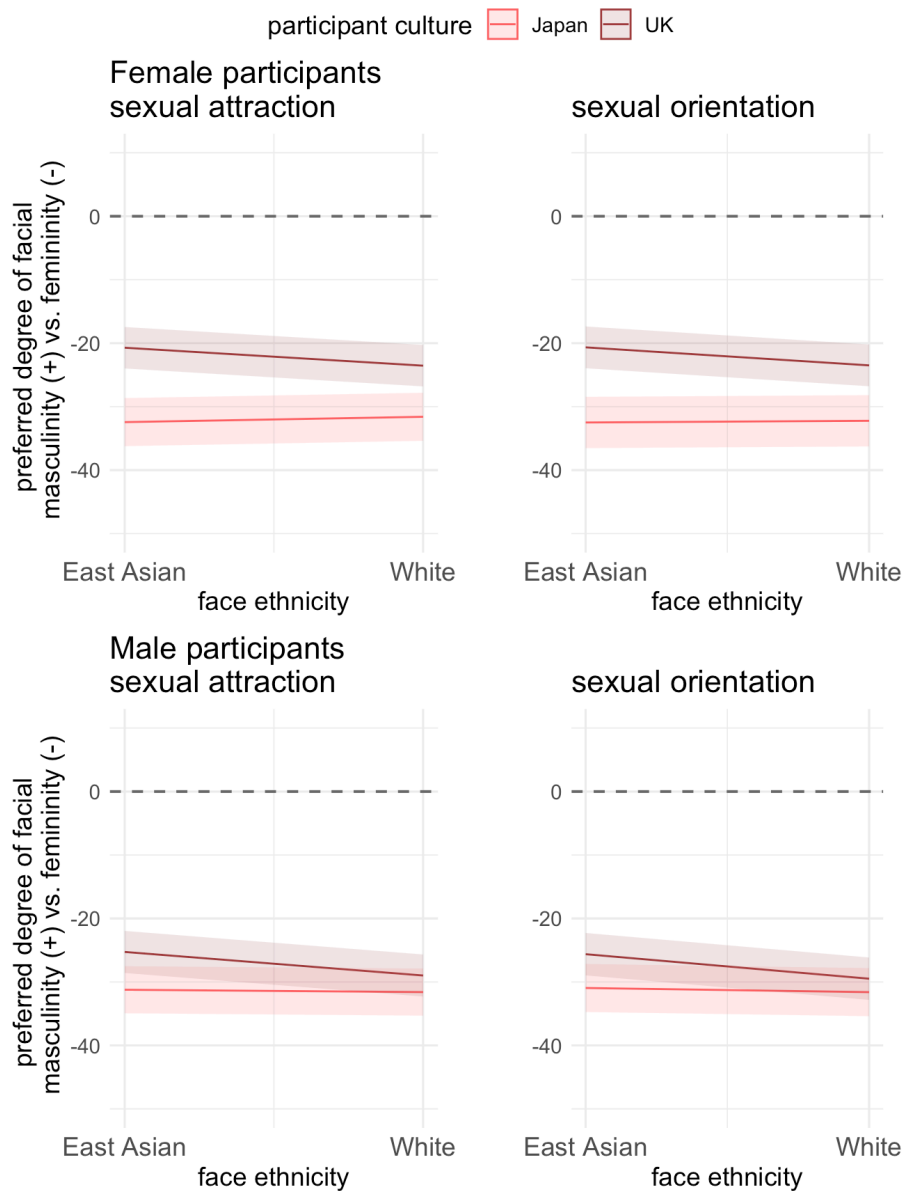 participant culture Japan UK
Female participants
sexual attraction
sexual orientation
preferred degree of facial
masculinity (+) vs. femininity (-)
0
-20
-40
0
-20
-40
East Asian White
face ethnicity
East Asian White
face ethnicity
Male participants
sexual attraction
sexual orientation
preferred degree of facial
masculinity (+) vs. femininity (-)
0
-20
-40
0
-20
-40
East Asian White
face ethnicity
East Asian White
face ethnicity